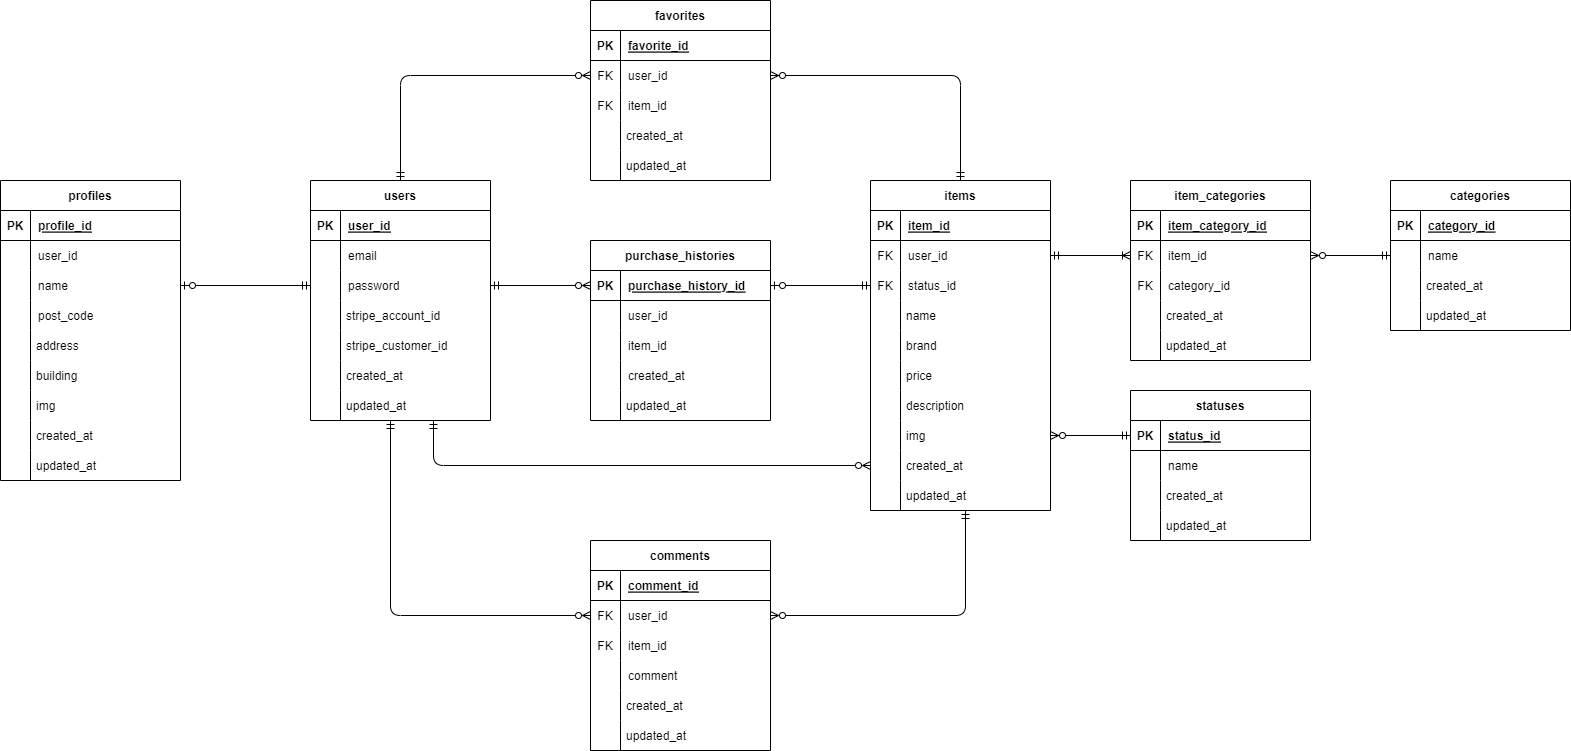 favorites
PK favorite_id
FK user_id
FK item_id
created_at
updated_at
profiles
PK profile_id
user_id
name
post_code
address
building
img
created_at
updated_at
users
PK user_id
email
password
stripe_account_id
stripe_customer_id
created_at
updated_at
purchase_histories
PK purchase_history_id
user_id
item_id
created_at
updated_at
items
PK item_id
FK user_id
FK status_id
name
brand
price
description
img
created_at
updated_at
item_categories
PK item_category_id
FK item_id
FK category_id
created_at
updated_at
categories
PK category_id
name
created_at
updated_at
statuses
PK status_id
name
created_at
updated_at
comments
PK comment_id
FK user_id
FK item_id
comment
created_at
updated_at